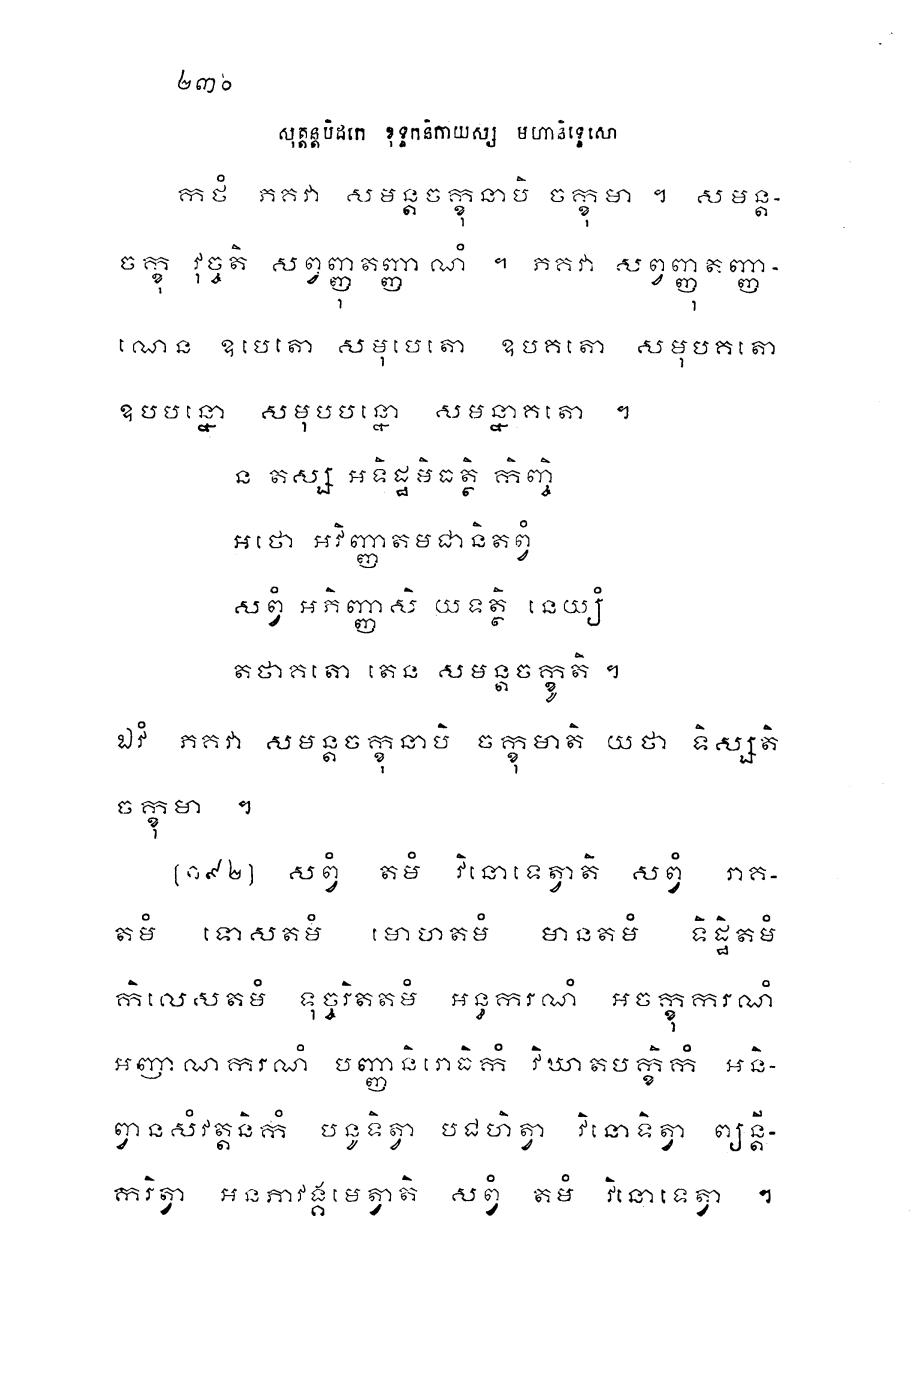 ២៣៦
សុត្តន្តបិដកេ ខុទ្ទកនិកាយស្ស មហានិទ្ទេសោ
កថំ ភគវា សមន្តចក្ខុនាបិ ចក្ខុមា ។ សមន្ត-
ចក្ខុ វុច្ចតិ សព្វញ្ញុតញ្ញាណំ ។ ភគវា សព្វញ្ញុតញ្ញា-
ណេន ឧបេតោ សមុបេតោ ឧបគតោ សមុបគតោ
ឧបបន្នោ សមុបបន្នោ សមន្នាគតោ ។
ន តស្ស អទិដ្ឋមិធត្ថិ កិញ្ចិ
អថោ អវិញ្ញាតមជានិតព្វំ
សព្វំ អភិញ្ញាសិ យទត្ថិ នេយ្យំ
តថាគតោ តេន សមន្តចក្ខូតិ ។
ឯវំ ភគវា សមន្តចក្ខុនាបិ ចក្ខុមាតិ យថា ទិស្សតិ
ចក្ខុមា ។
(១៩២) សព្វំ តមំ វិនោទេត្វាតិ សព្វំ រាគ-
តមំ ទោសតមំ មោហតមំ មានតមំ ទិដ្ឋិតមំ
កិលេសតមំ ទុច្ចរិតតមំ អន្ធករណំ អចក្ខុករណំ
អញាណករណំ បញ្ញានិរោធិកំ វិឃាតបក្ខិកំ អនិ-
ព្វានសំវត្តនិកំ បនូទិត្វា បជហិត្វា វិនោទិត្វា ព្យន្តី-
ករិត្វា អនភាវង្គមេត្វាតិ សព្វំ តមំ វិនោទេត្វា ។